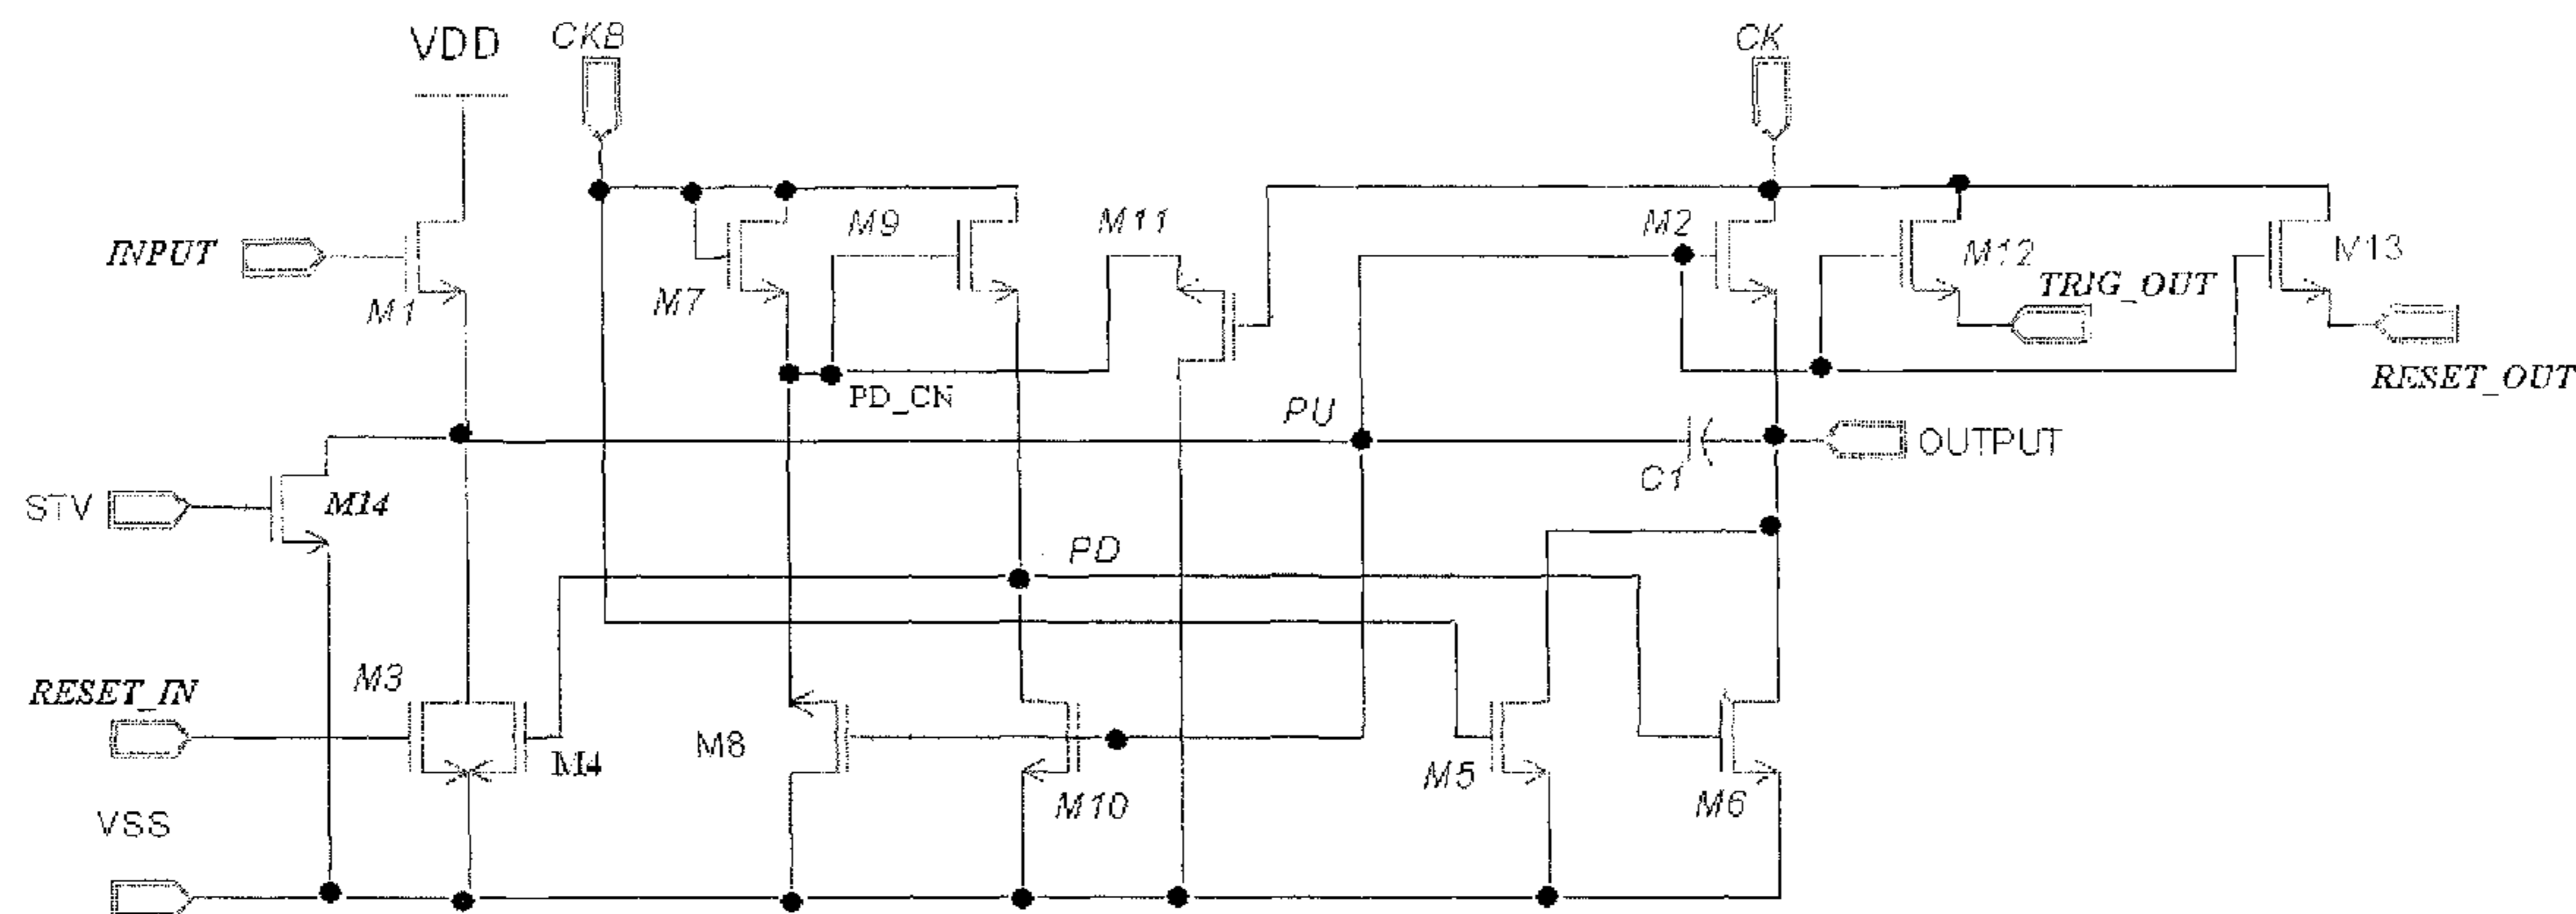 VDD
CKB
CK
INPUT
M1
M7
M9
M11
M2
M12
M13
TRIG_OUT
RESET_OUT
PD_CN
PU
C1
OUTPUT
STV
M14
PD
RESET_IN
M3
M4
M8
M10
M5
M6
VSS